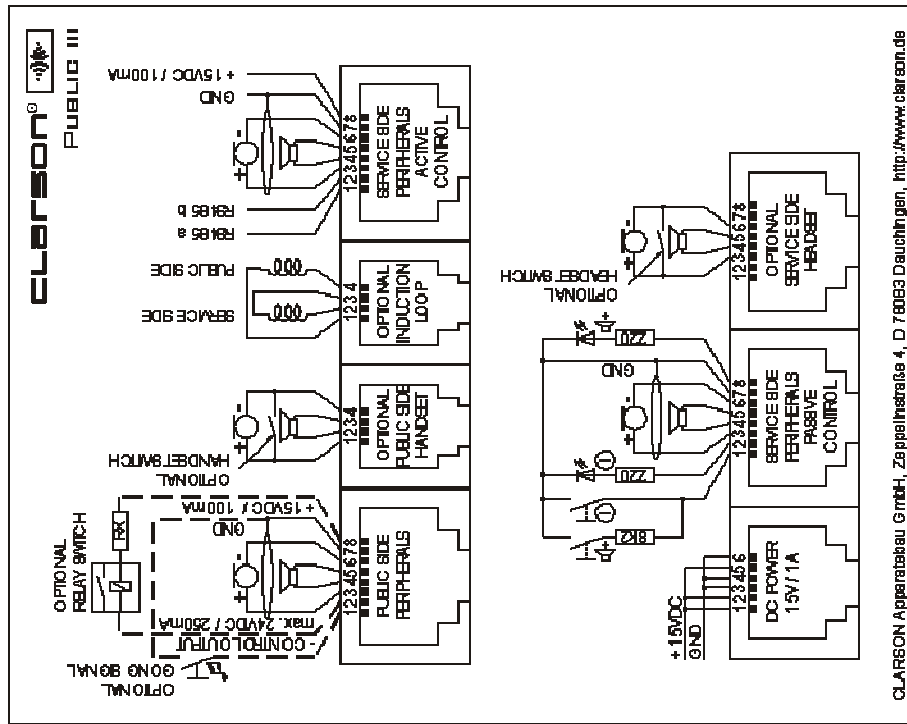 CLARSON®
PUBLIC III
+15VDC / 100mA
GND
+ -
RS485 b
RS485 a
12345678
SERVICE SIDE
PERIPHERALS
ACTIVE
CONTROL
PUBLIC SIDE
SERVICE SIDE
1234
OPTIONAL
INDUCTION
LOOP
OPTIONAL
HANDSET SWITCH
+ -
1234
OPTIONAL
PUBLIC SIDE
HANDSET
OPTIONAL
RELAY SWITCH
RX
+15VDC / 100mA
GND
+ -
max. 24VDC / 250mA
- CONTROL OUTPUT
OPTIONAL
GONG SIGNAL
12345678
PUBLIC SIDE
PERIPHERALS
OPTIONAL
HEADSET SWITCH
+ -
12345678
OPTIONAL
SERVICE SIDE
HEADSET
220
GND
+ -
220
8K2
12345678
SERVICE SIDE
PERIPHERALS
PASSIVE
CONTROL
+15VDC
GND
123456
DC POWER
15V / 1A
CLARSON Apparatebau GmbH, Zeppelinstraße 4, D 78083 Dauchingen, http://www.clarson.de